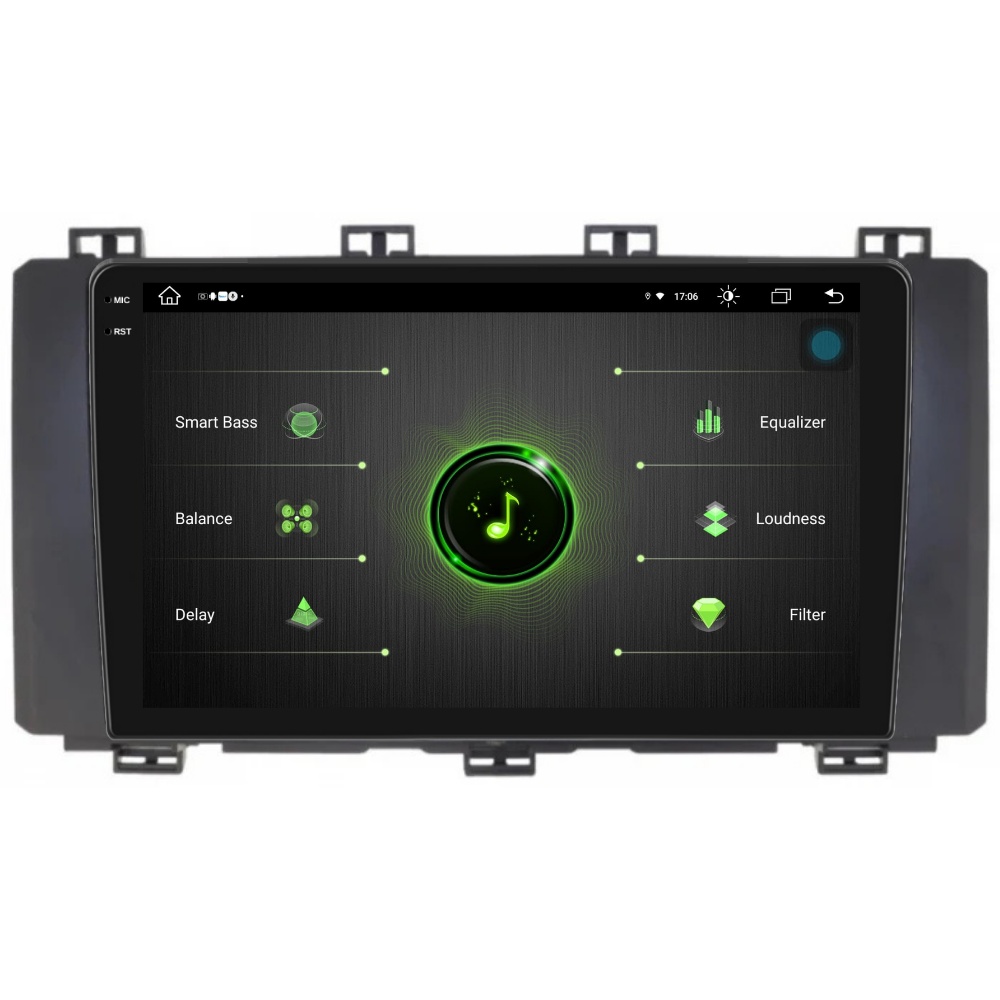 MIC
17:06
RST
Smart Bass
Equalizer
Balance
Loudness
Delay
Filter